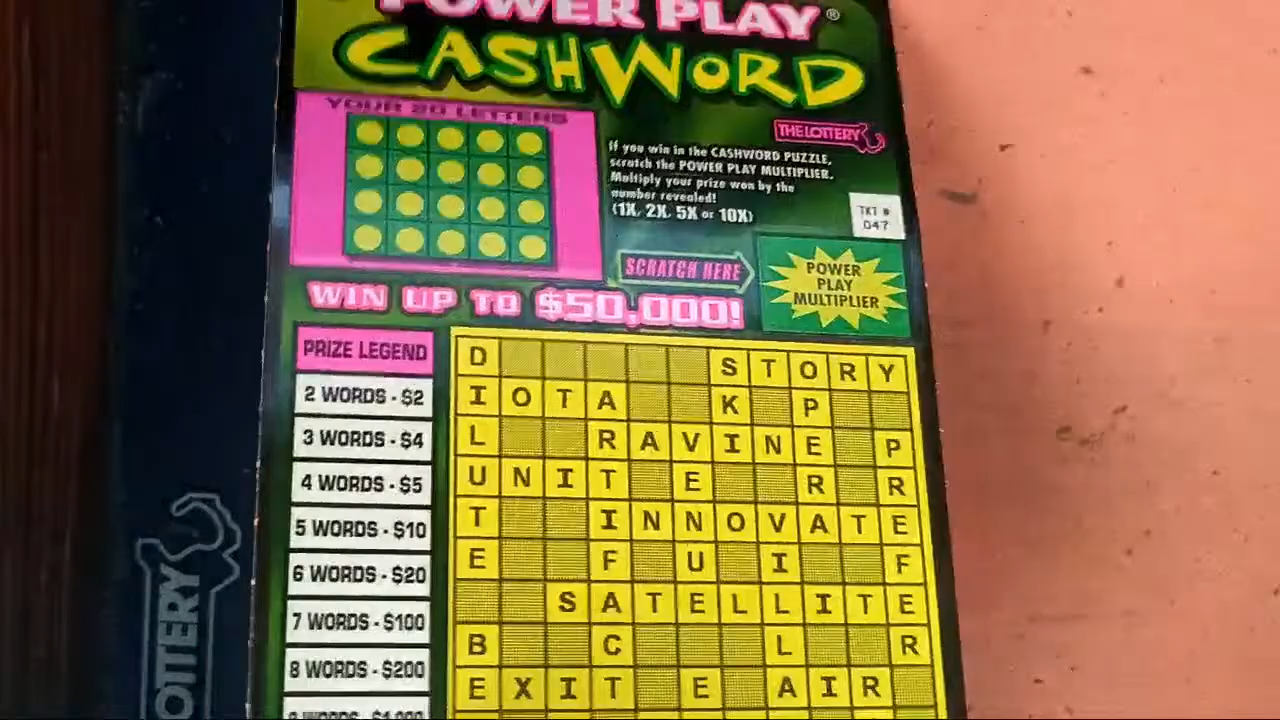 POWER PLAY®
CASHWORD
YOUR 20 LETTERS
THE LOTTERY
If you win in the CASHWORD PUZZLE,
scratch the POWER PLAY MULTIPLIER.
Multiply your prize won by the
number revealed!
(1X, 2X, 5X or 10X)
TKT #
047
SCRATCH HERE
POWER
PLAY
MULTIPLIER
WIN UP TO $50,000!
PRIZE LEGEND
2 WORDS - $2
3 WORDS - $4
4 WORDS - $5
5 WORDS - $10
6 WORDS - $20
7 WORDS - $100
8 WORDS - $200
D S T O R Y
I O T A K P
L R A V I N E P
U N I T T E R R
T I N N O V A T E
E F U I F
S A T E L L I T E
B C L R
E X I T E A I R
LOTTERY